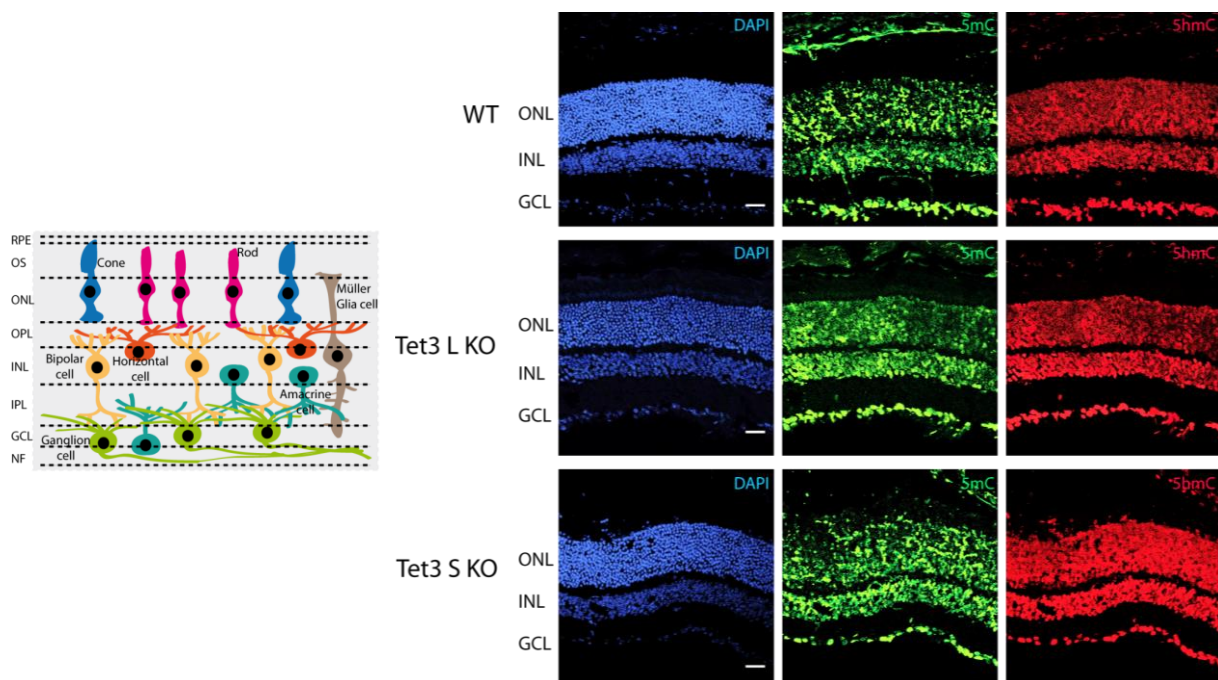 RPE
OS
Cone
Rod
ONL
Müller
Glia cell
OPL
INL
Bipolar
cell
Horizontal
cell
Amacrine
cell
IPL
GCL
Ganglion
cell
NF
WT
DAPI
5mC
5hmC
ONL
INL
GCL
Tet3 L KO
DAPI
5mC
5hmC
ONL
INL
GCL
Tet3 S KO
DAPI
5mC
5hmC
ONL
INL
GCL